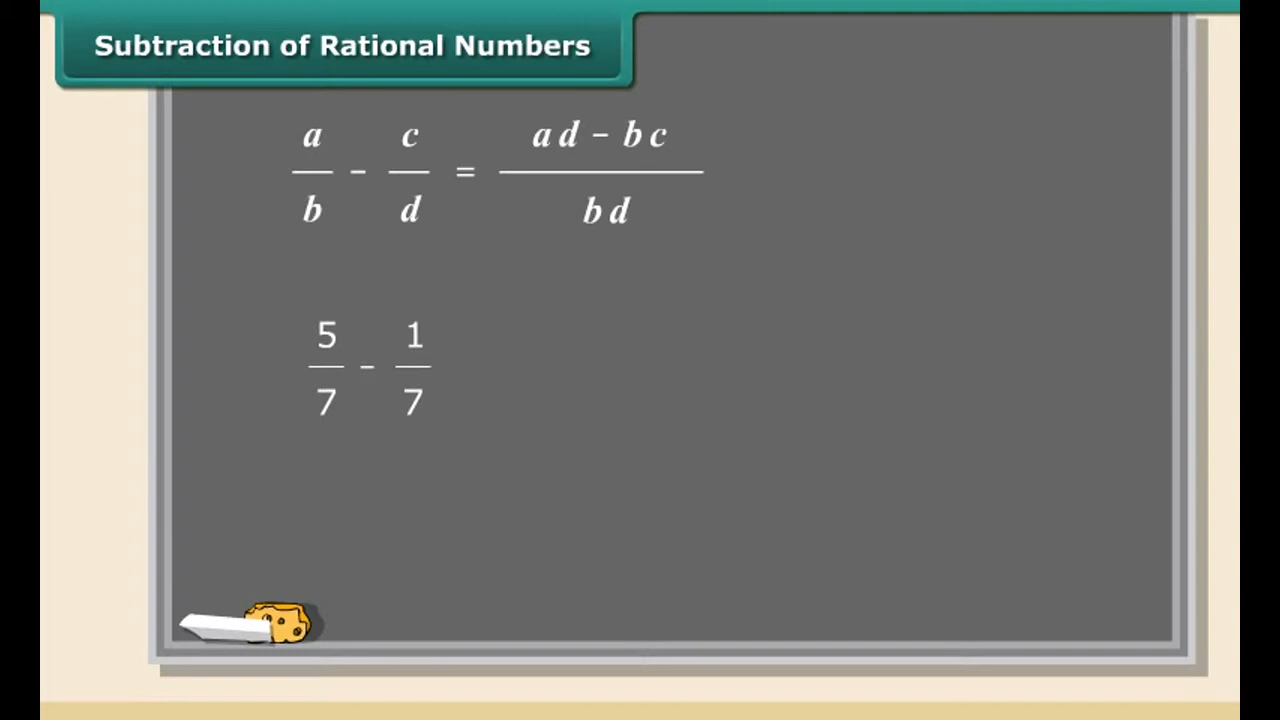 Subtraction of Rational Numbers
a/b - c/d = ad - bc/bd
5/7 - 1/7